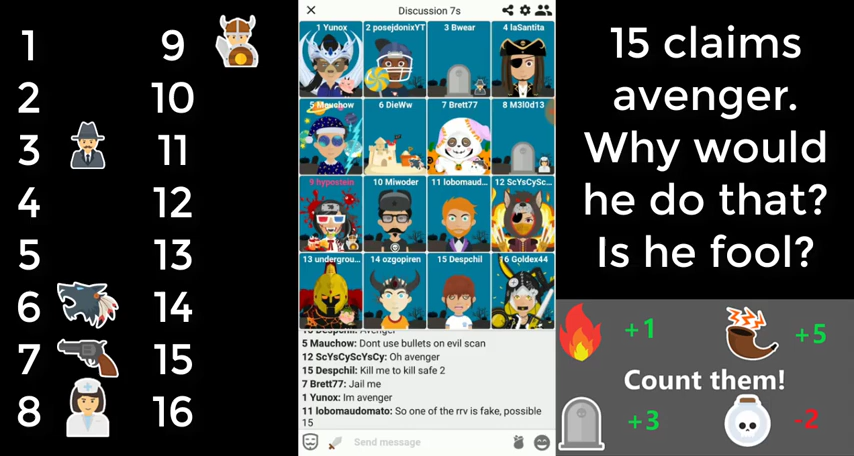 1
2
3
4
5
6
7
8
9
10
11
12
13
14
15
16
Discussion 7s
1 Yunox
2 posejdonixYT
3 Bwear
4 laSantita
5 Mauchow
6 DieWw
7 Brett77
8 M3l0d13
9 hypostein
10 Miwoder
11 lobomaud...
12 ScYsCySc...
13 undergrou...
14 ozgopiren
15 Despchil
16 Goldex44
15 Despchil: Avenger
5 Mauchow: Dont use bullets on evil scan
12 ScYsCyScYsCy: Oh avenger
15 Despchil: Kill me to kill safe 2
7 Brett77: Jail me
1 Yunox: Im avenger
11 lobomaudomato: So one of the rrv is fake, possible
15
Send message
15 claims
avenger.
Why would
he do that?
Is he fool?
+1
+5
Count them!
+3
-2